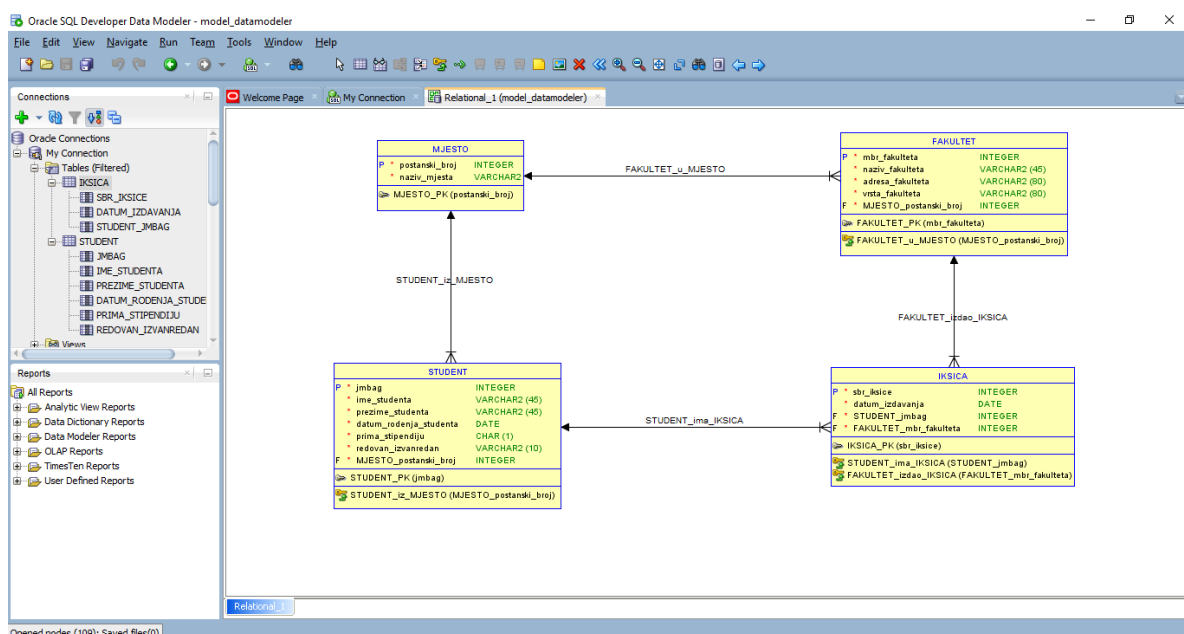 Oracle SQL Developer Data Modeler - model_datamodeler
File Edit View Navigate Run Team Tools Window Help
Connections
Oracle Connections
My Connection
Tables (Filtered)
IKSICA
SBR_IKSICE
DATUM_IZDAVANJA
STUDENT_JMBAG
STUDENT
JMBAG
IME_STUDENTA
PREZIME_STUDENTA
DATUM_RODENJA_STUDE
PRIMA_STIPENDIJU
REDOVAN_IZVANREDAN
Views
Reports
All Reports
Analytic View Reports
Data Dictionary Reports
Data Modeler Reports
OLAP Reports
TimesTen Reports
User Defined Reports
Welcome Page My Connection Relational_1 (model_datamodeler)
MJESTO
P * postanski_broj INTEGER
* naziv_mjesta VARCHAR2
MJESTO_PK (postanski_broj)
FAKULTET_u_MJESTO
FAKULTET
P * mbr_fakulteta INTEGER
* naziv_fakulteta VARCHAR2 (45)
* adresa_fakulteta VARCHAR2 (80)
* vrsta_fakulteta VARCHAR2 (80)
F * MJESTO_postanski_broj INTEGER
FAKULTET_PK (mbr_fakulteta)
FAKULTET_u_MJESTO (MJESTO_postanski_broj)
STUDENT_iz_MJESTO
FAKULTET_izdao_IKSICA
STUDENT
P * jmbag INTEGER
* ime_studenta VARCHAR2 (45)
* prezime_studenta VARCHAR2 (45)
* datum_rodenja_studenta DATE
* prima_stipendiju CHAR (1)
* redovan_izvanredan VARCHAR2 (10)
F * MJESTO_postanski_broj INTEGER
STUDENT_PK (jmbag)
STUDENT_iz_MJESTO (MJESTO_postanski_broj)
STUDENT_ima_IKSICA
IKSICA
P * sbr_iksice INTEGER
* datum_izdavanja DATE
F * STUDENT_jmbag INTEGER
F * FAKULTET_mbr_fakulteta INTEGER
IKSICA_PK (sbr_iksice)
STUDENT_ima_IKSICA (STUDENT_jmbag)
FAKULTET_izdao_IKSICA (FAKULTET_mbr_fakulteta)
Relational_1
Opened nodes (109); Saved files(0)